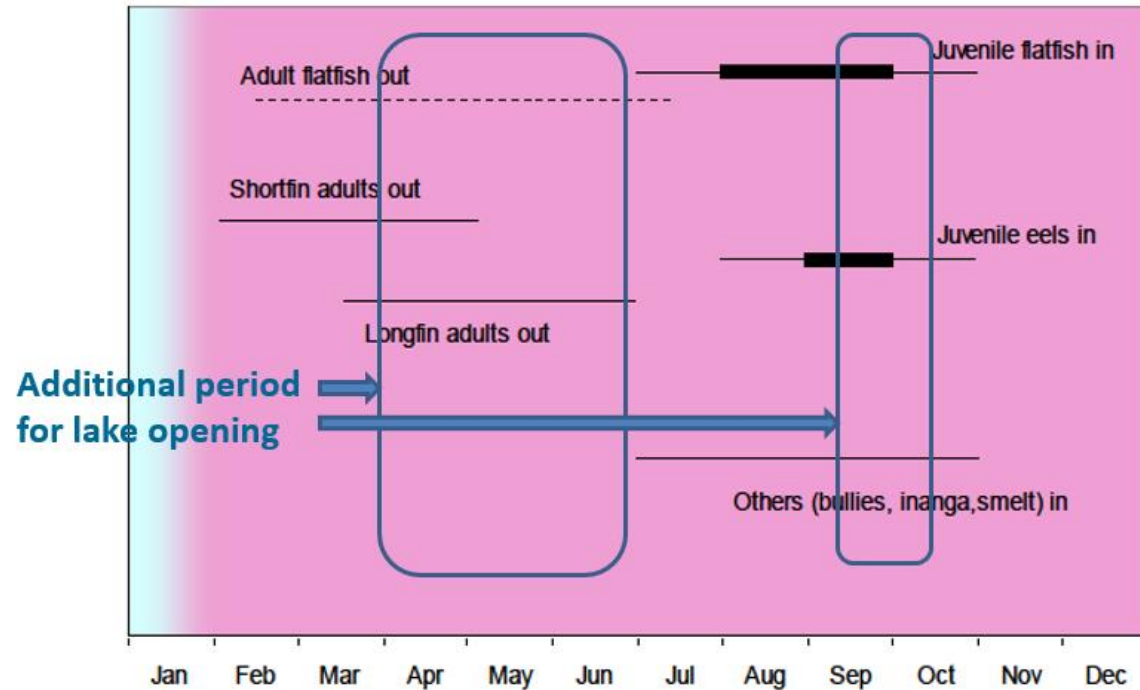 Adult flatfish out
Juvenile flatfish in
Shortfin adults out
Juvenile eels in
Longfin adults out
Additional period
for lake opening
Others (bullies, inanga,smelt) in
Jan Feb Mar Apr May Jun Jul Aug Sep Oct Nov Dec